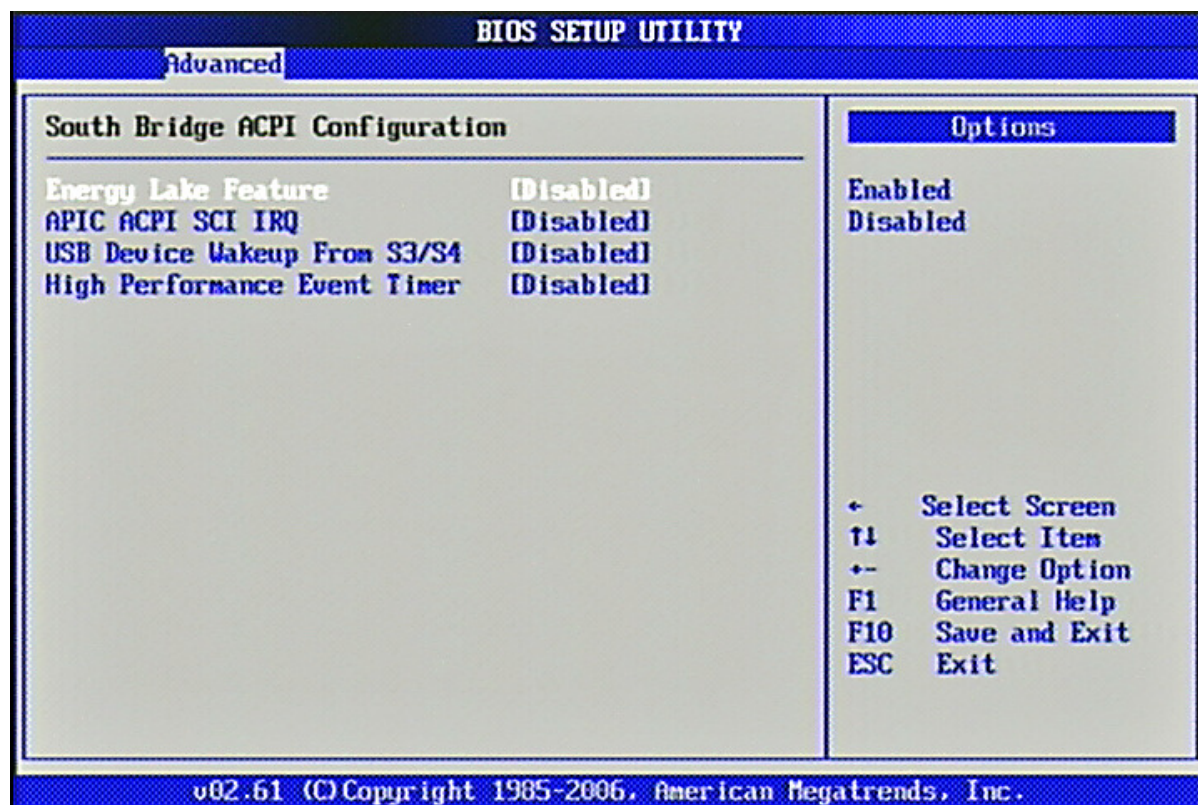 BIOS SETUP UTILITY
Advanced
South Bridge ACPI Configuration
Energy Lake Feature [Disabled]
APIC ACPI SCI IRQ [Disabled]
USB Device Wakeup From S3/S4 [Disabled]
High Performance Event Timer [Disabled]
Options
Enabled
Disabled
← Select Screen
↑↓ Select Item
+- Change Option
F1 General Help
F10 Save and Exit
ESC Exit
v02.61 (C)Copyright 1985-2006, American Megatrends, Inc.